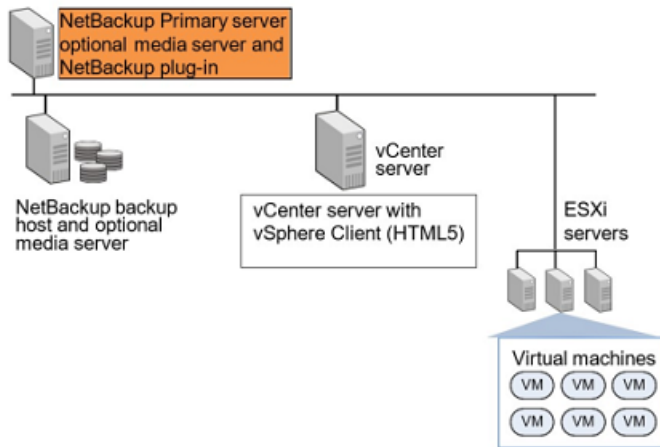 NetBackup Primary server
optional media server and
NetBackup plug-in
NetBackup backup
host and optional
media server
vCenter
server
vCenter server with
vSphere Client (HTML5)
ESXi
servers
Virtual machines
VM VM VM
VM VM VM